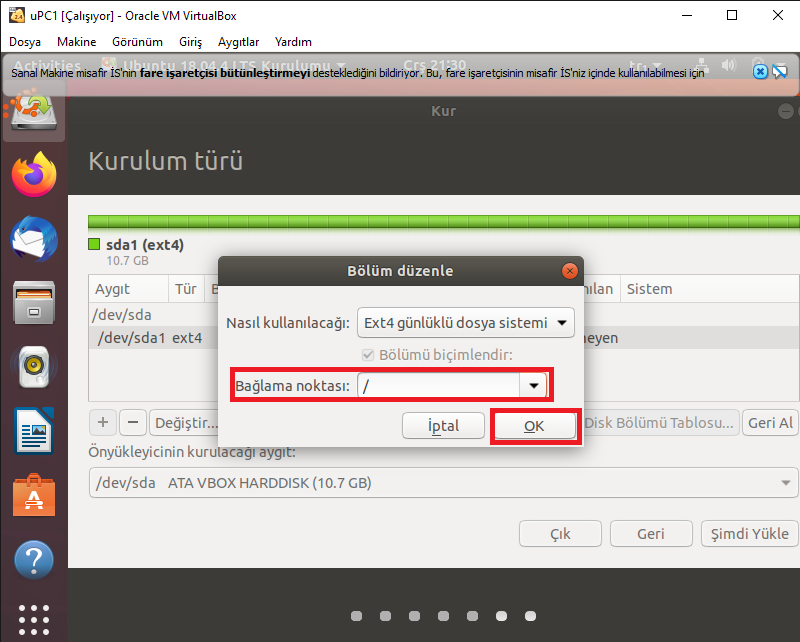 uPC1 [Çalışıyor] - Oracle VM VirtualBox
Dosya Makine Görünüm Giriş Aygıtlar Yardım
Activities Ubuntu 18.04.4 LTS Kurulumu Çrş 21:30 tr
Sanal Makine misafir İS'nin fare işaretçisi bütünleştirmeyi desteklediğini bildiriyor. Bu, fare işaretçisinin misafir İS'niz içinde kullanılabilmesi için
Kur
Kurulum türü
sda1 (ext4)
10.7 GB
Bölüm düzenle
Aygıt Tür B ılan Sistem
Nasıl kullanılacağı: Ext4 günlüklü dosya sistemi
/dev/sda
/dev/sda1 ext4 eyen
Bölümü biçimlendir:
Bağlama noktası: /
+ − Değiştir... Disk Bölümü Tablosu... Geri Al
İptal OK
Önyükleyicinin kurulacağı aygıt:
/dev/sda ATA VBOX HARDDISK (10.7 GB)
Çık Geri Şimdi Yükle